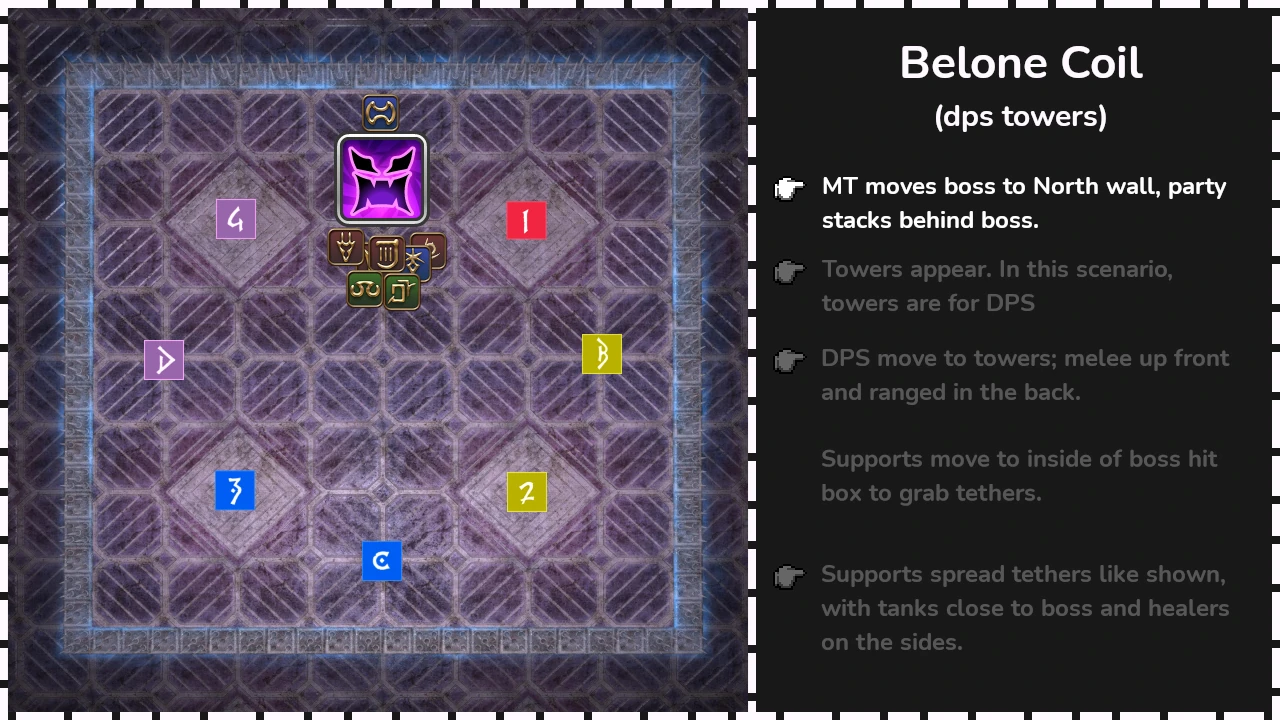 Belone Coil
(dps towers)
MT moves boss to North wall, party
stacks behind boss.
Towers appear. In this scenario,
towers are for DPS
DPS move to towers; melee up front
and ranged in the back.
Supports move to inside of boss hit
box to grab tethers.
Supports spread tethers like shown,
with tanks close to boss and healers
on the sides.
4
1
D
B
3
2
C